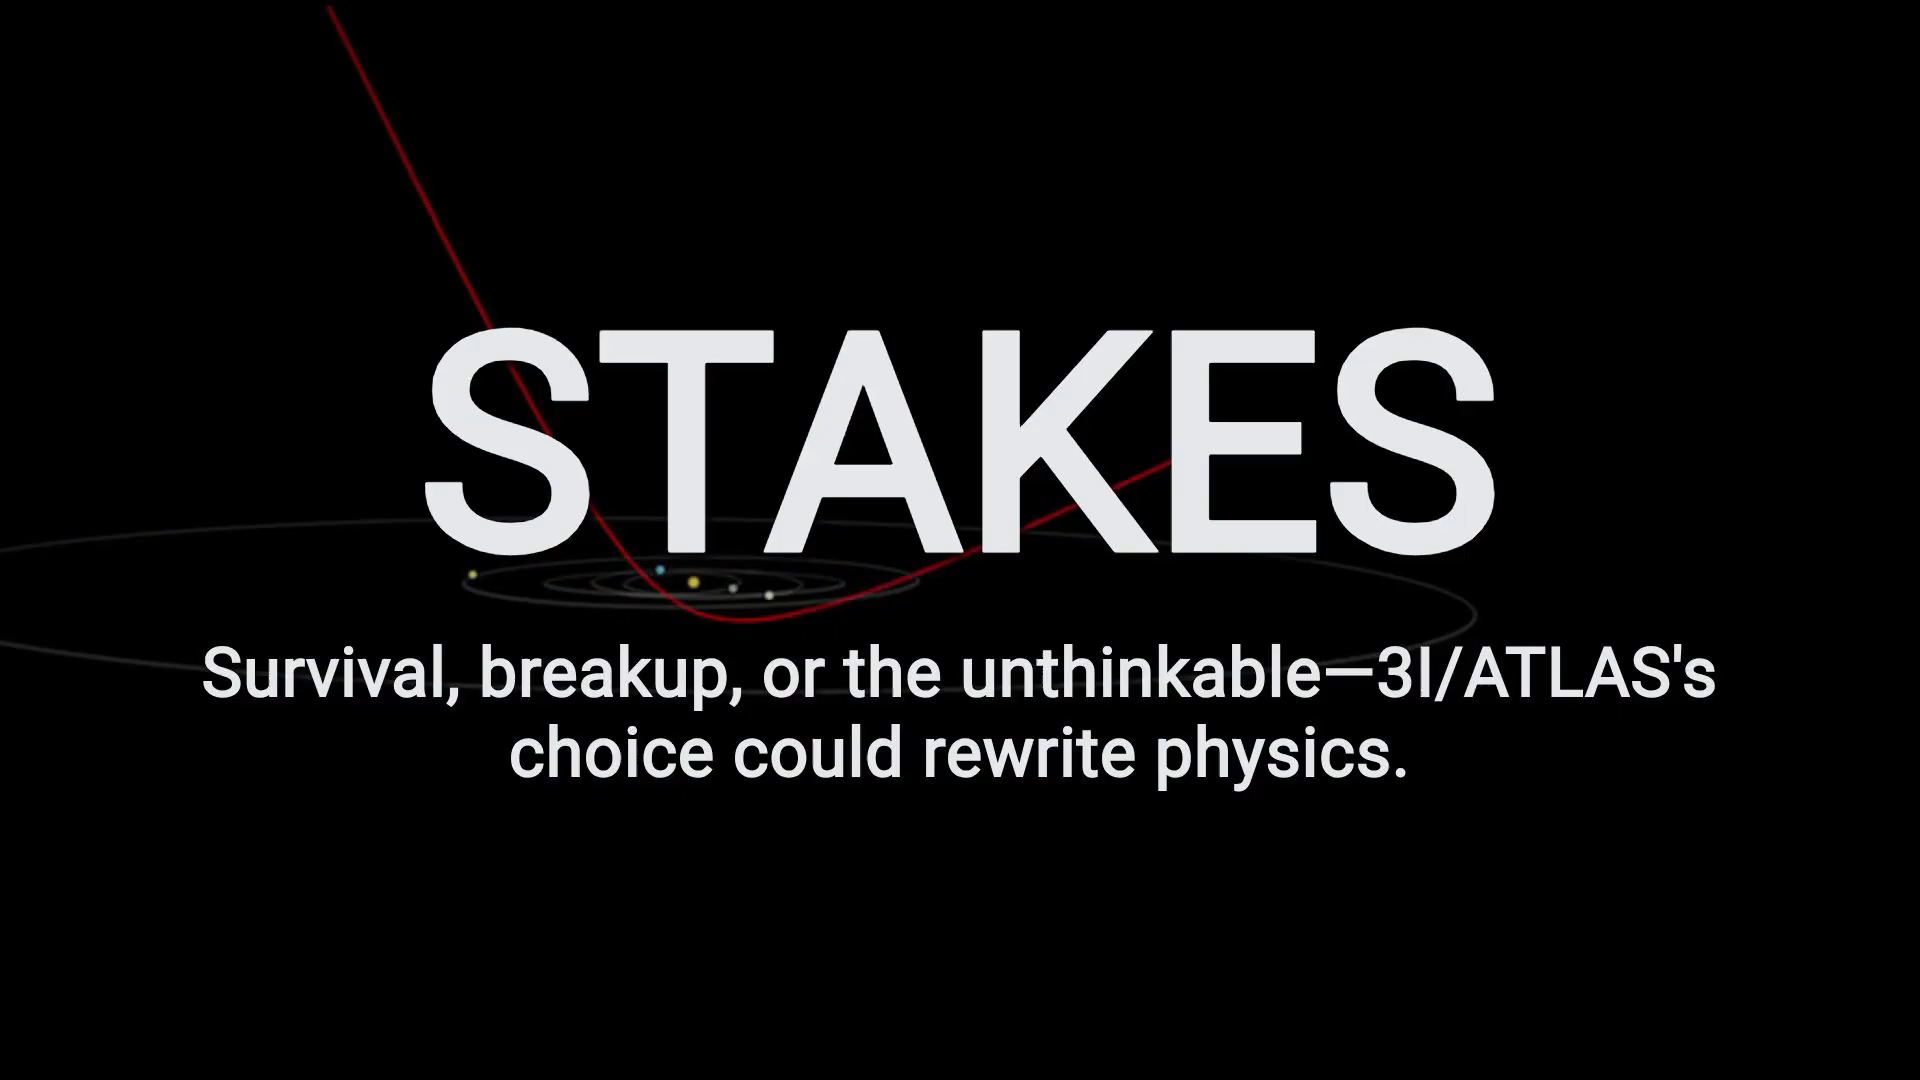 STAKES
Survival, breakup, or the unthinkable—3I/ATLAS's
choice could rewrite physics.